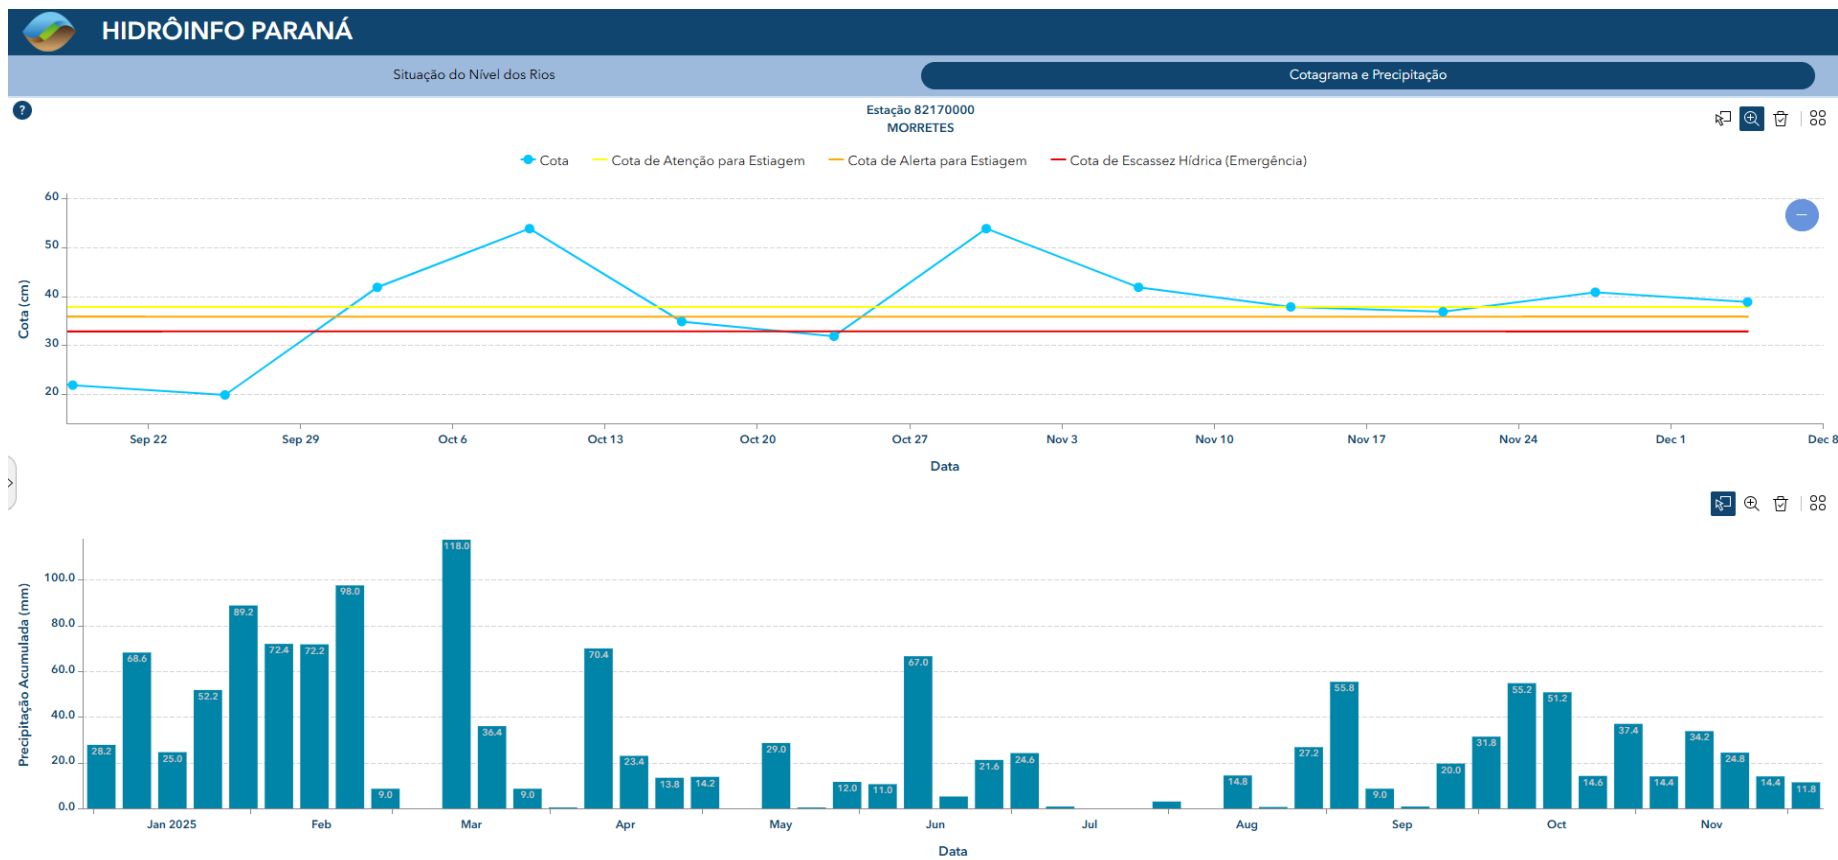 HIDRÔINFO PARANÁ
Situação do Nível dos Rios
Cotagrama e Precipitação
?
Estação 82170000
MORRETES
Cota
Cota de Atenção para Estiagem
Cota de Alerta para Estiagem
Cota de Escassez Hídrica (Emergência)
Cota (cm)
60
50
40
30
20
Sep 22
Sep 29
Oct 6
Oct 13
Oct 20
Oct 27
Nov 3
Nov 10
Nov 17
Nov 24
Dec 1
Dec 8
Data
Precipitação Acumulada (mm)
100.0
80.0
60.0
40.0
20.0
0.0
28.2
68.6
25.0
52.2
89.2
72.4
72.2
98.0
9.0
118.0
36.4
9.0
70.4
23.4
13.8
14.2
29.0
12.0
11.0
67.0
21.6
24.6
14.8
27.2
55.8
9.0
20.0
31.8
55.2
51.2
14.6
37.4
14.4
34.2
24.8
14.4
11.8
Jan 2025
Feb
Mar
Apr
May
Jun
Jul
Aug
Sep
Oct
Nov
Data